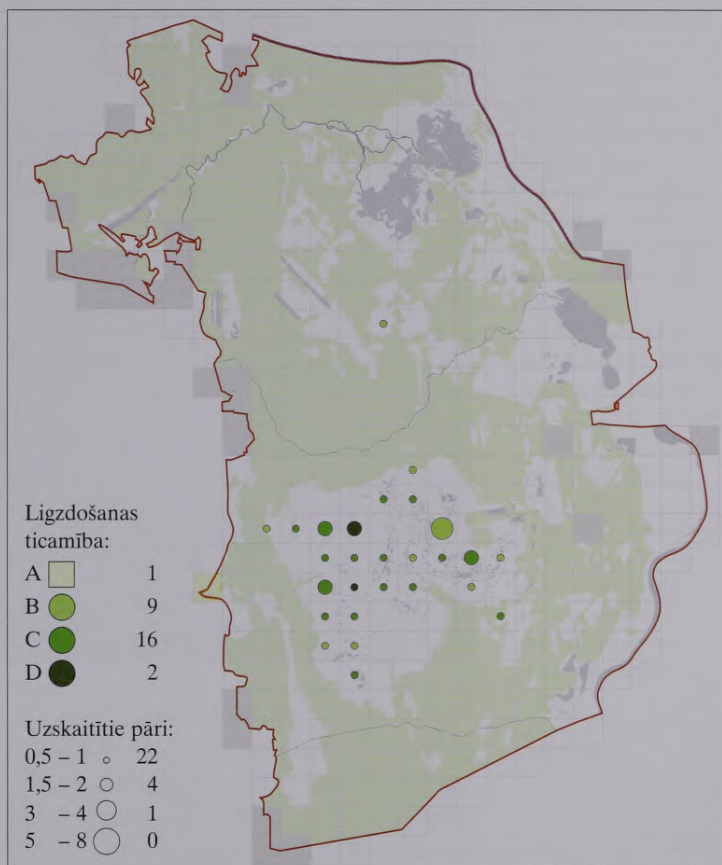 Ligzdošanas
ticamība:
A 1
B 9
C 16
D 2
Uzskaitītie pāri:
0,5 – 1 22
1,5 – 2 4
3 – 4 1
5 – 8 0